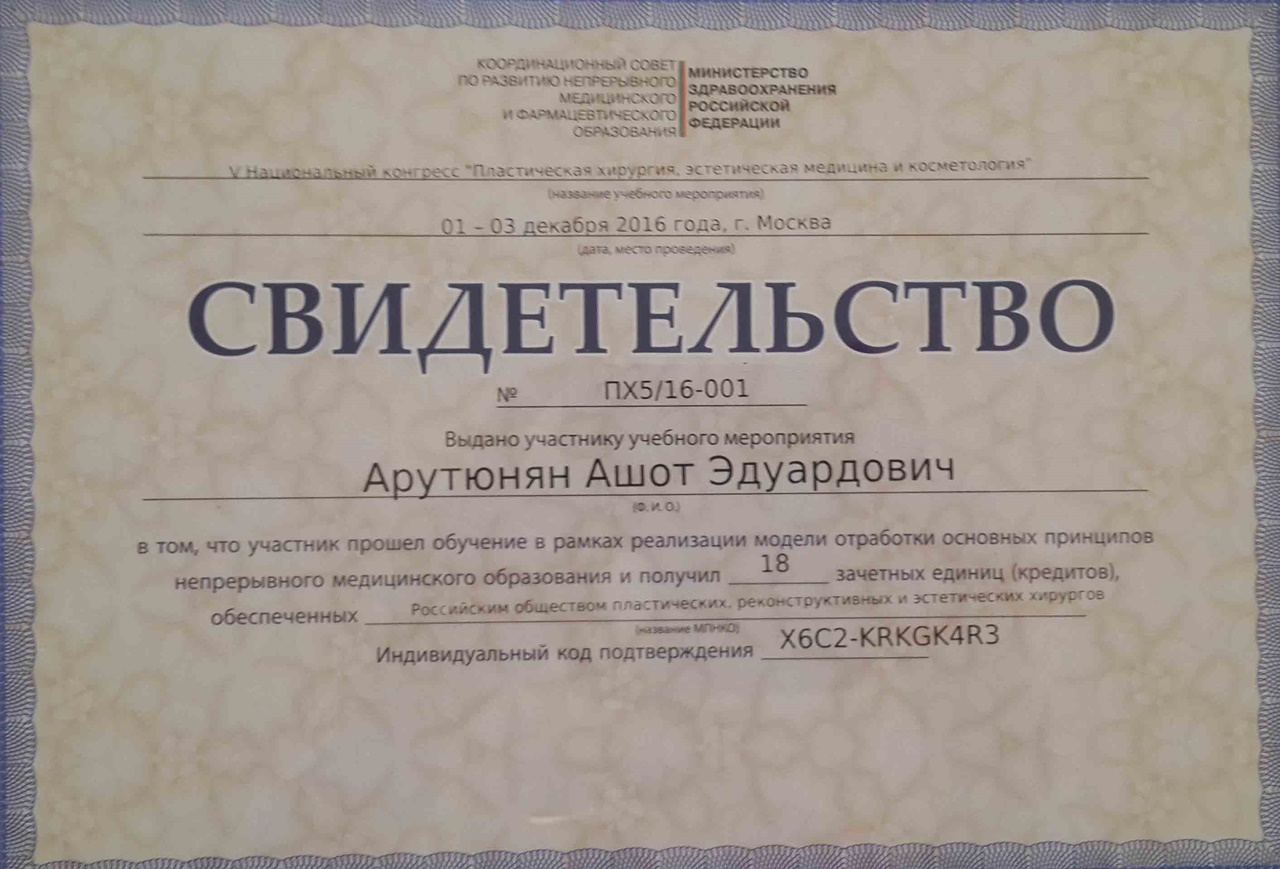 КООРДИНАЦИОННЫЙ СОВЕТ
ПО РАЗВИТИЮ НЕПРЕРЫВНОГО
МЕДИЦИНСКОГО
И ФАРМАЦЕВТИЧЕСКОГО
ОБРАЗОВАНИЯ
МИНИСТЕРСТВО
ЗДРАВООХРАНЕНИЯ
РОССИЙСКОЙ
ФЕДЕРАЦИИ
V Национальный конгресс "Пластическая хирургия, эстетическая медицина и косметология"
(название учебного мероприятия)
01 – 03 декабря 2016 года, г. Москва
(дата, место проведения)
СВИДЕТЕЛЬСТВО
№ ПХ5/16-001
Выдано участнику учебного мероприятия
Арутюнян Ашот Эдуардович
(Ф. И. О.)
в том, что участник прошел обучение в рамках реализации модели отработки основных принципов
непрерывного медицинского образования и получил 18 зачетных единиц (кредитов),
обеспеченных Российским обществом пластических, реконструктивных и эстетических хирургов
(название МПНКО)
Индивидуальный код подтверждения X6C2-KRKGK4R3